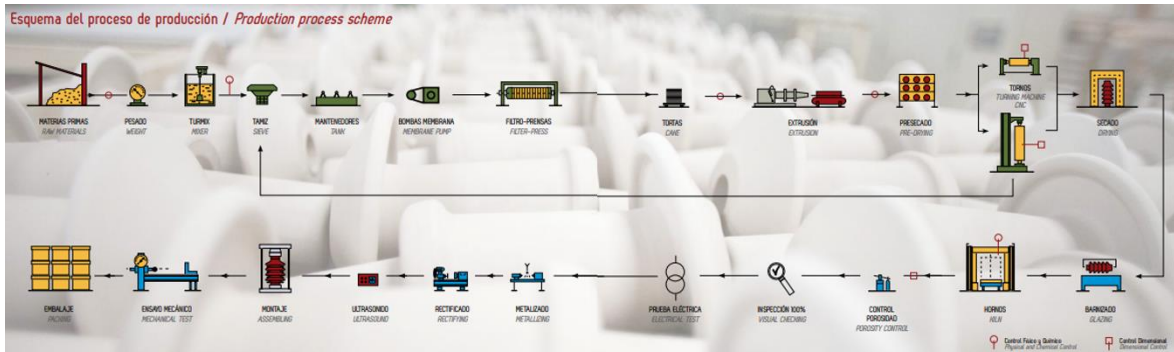 Esquema del proceso de producción / Production process scheme
MATERIAS PRIMAS
RAW MATERIALS
PESADO
WEIGHT
TURMIX
MIXER
TAMIZ
SIEVE
MANTENEDORES
TANK
BOMBAS MEMBRANA
MEMBRANE PUMP
FILTRO-PRENSAS
FILTER-PRESS
TORTAS
CAKE
EXTRUSIÓN
EXTRUSION
PRESECADO
PRE-DRYING
TORNOS
TURNING MACHINE
CNC
SECADO
DRYING
EMBALAJE
PACKING
ENSAYO MECÁNICO
MECHANICAL TEST
MONTAJE
ASSEMBLING
ULTRASONIDO
ULTRASOUND
RECTIFICADO
RECTIFYING
METALIZADO
METALLIZING
PRUEBA ELÉCTRICA
ELECTRICAL TEST
INSPECCIÓN 100%
VISUAL CHECKING
CONTROL
POROSIDAD
POROSITY CONTROL
HORNOS
KILN
BARNIZADO
GLAZING
Control Físico y Químico
Physical and Chemical Control
Control Dimensional
Dimensional Control